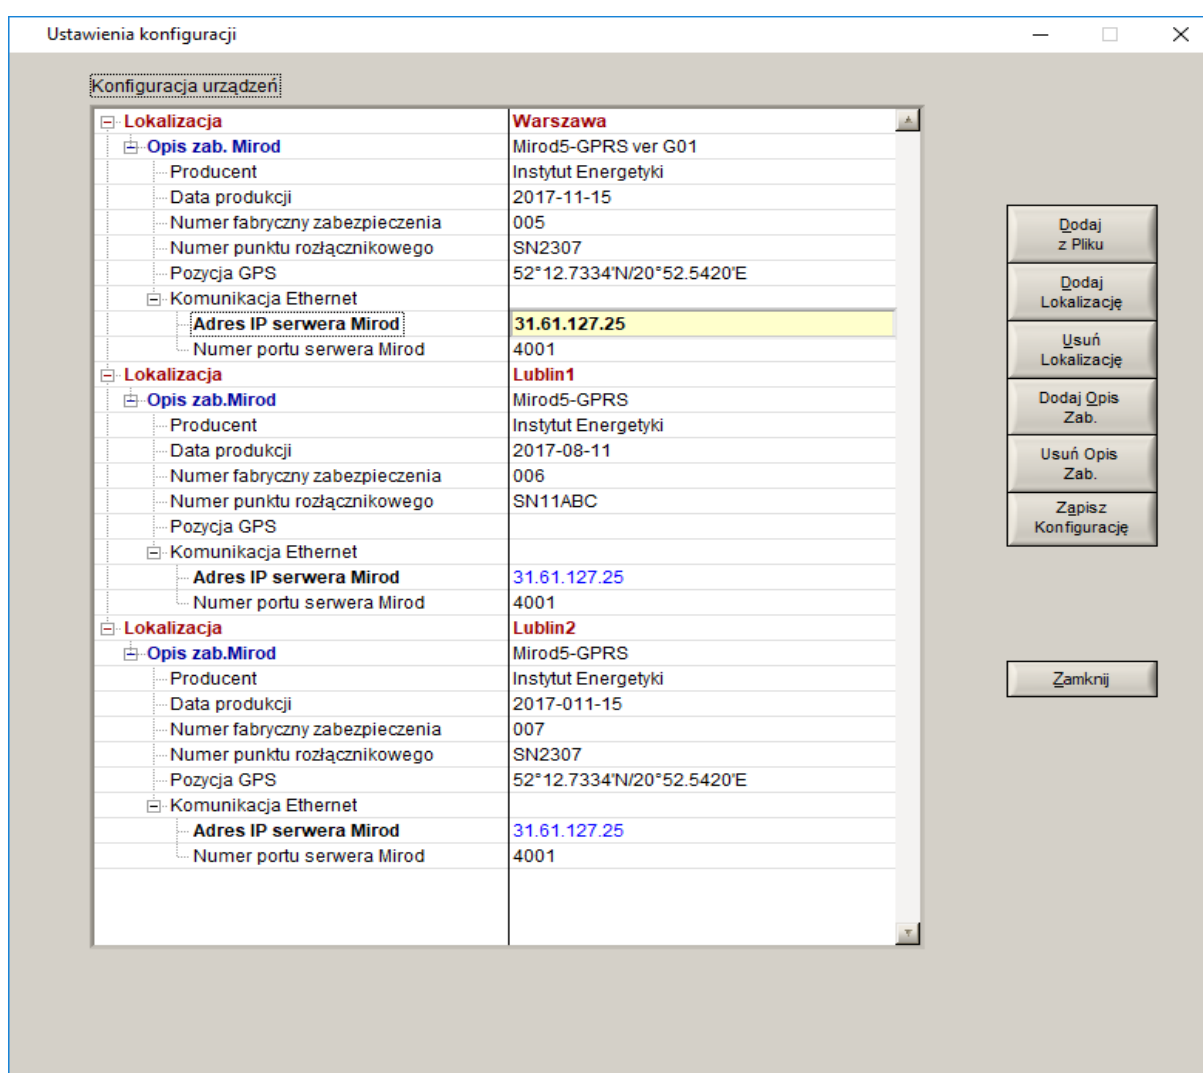 Ustawienia konfiguracji
Konfiguracja urządzeń
Lokalizacja Warszawa
Opis zab. Mirod Mirod5-GPRS ver G01
Producent Instytut Energetyki
Data produkcji 2017-11-15
Numer fabryczny zabezpieczenia 005
Numer punktu rozłącznikowego SN2307
Pozycja GPS 52°12.7334'N/20°52.5420'E
Komunikacja Ethernet
Adres IP serwera Mirod 31.61.127.25
Numer portu serwera Mirod 4001
Lokalizacja Lublin1
Opis zab.Mirod Mirod5-GPRS
Producent Instytut Energetyki
Data produkcji 2017-08-11
Numer fabryczny zabezpieczenia 006
Numer punktu rozłącznikowego SN11ABC
Pozycja GPS
Komunikacja Ethernet
Adres IP serwera Mirod 31.61.127.25
Numer portu serwera Mirod 4001
Lokalizacja Lublin2
Opis zab.Mirod Mirod5-GPRS
Producent Instytut Energetyki
Data produkcji 2017-011-15
Numer fabryczny zabezpieczenia 007
Numer punktu rozłącznikowego SN2307
Pozycja GPS 52°12.7334'N/20°52.5420'E
Komunikacja Ethernet
Adres IP serwera Mirod 31.61.127.25
Numer portu serwera Mirod 4001
Dodaj
z Pliku
Dodaj
Lokalizację
Usuń
Lokalizację
Dodaj Opis
Zab.
Usuń Opis
Zab.
Zapisz
Konfigurację
Zamknij